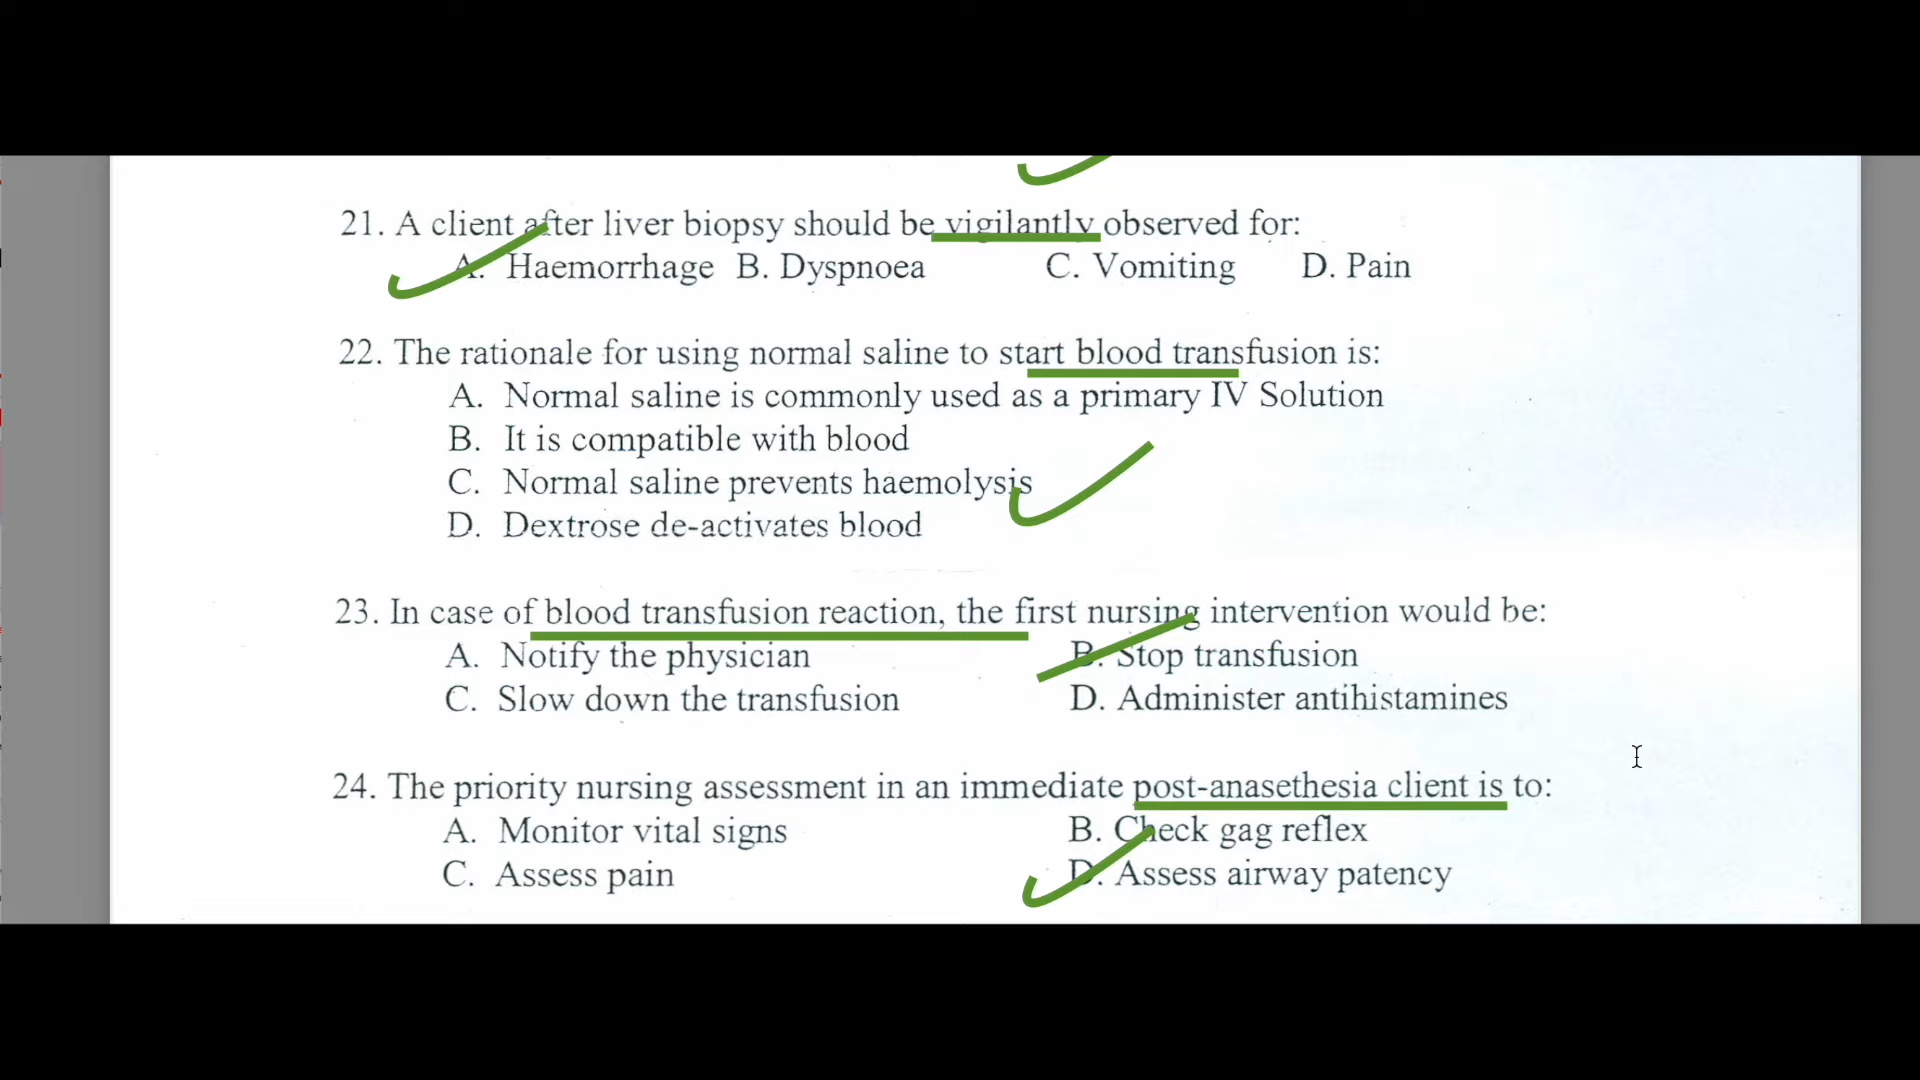 21. A client after liver biopsy should be vigilantly observed for:
A. Haemorrhage B. Dyspnoea C. Vomiting D. Pain
22. The rationale for using normal saline to start blood transfusion is:
A. Normal saline is commonly used as a primary IV Solution
B. It is compatible with blood
C. Normal saline prevents haemolysis
D. Dextrose de-activates blood
23. In case of blood transfusion reaction, the first nursing intervention would be:
A. Notify the physician B. Stop transfusion
C. Slow down the transfusion D. Administer antihistamines
24. The priority nursing assessment in an immediate post-anasethesia client is to:
A. Monitor vital signs B. Check gag reflex
C. Assess pain D. Assess airway patency